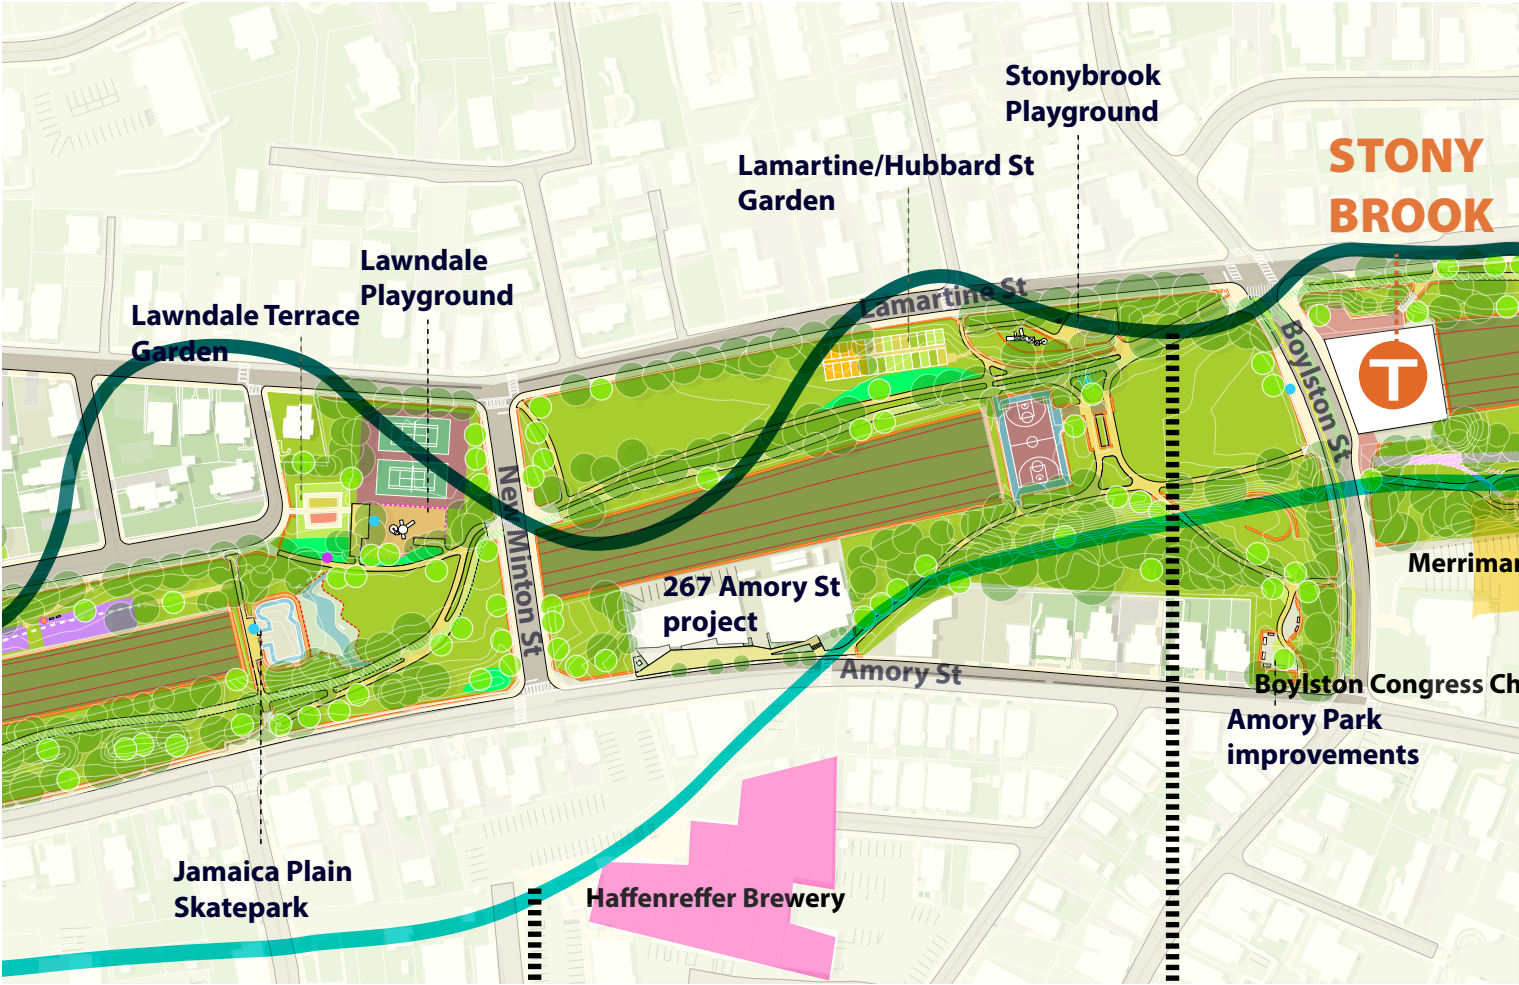 Stonybrook
Playground
Lamartine/Hubbard St
Garden
STONY
BROOK
Lawndale
Playground
Lawndale Terrace
Garden
Lamartine St
Boylston St
T
New Minton St
Merrimar
267 Amory St
project
Amory St
Boylston Congress Ch
Amory Park
improvements
Jamaica Plain
Skatepark
Haffenreffer Brewery